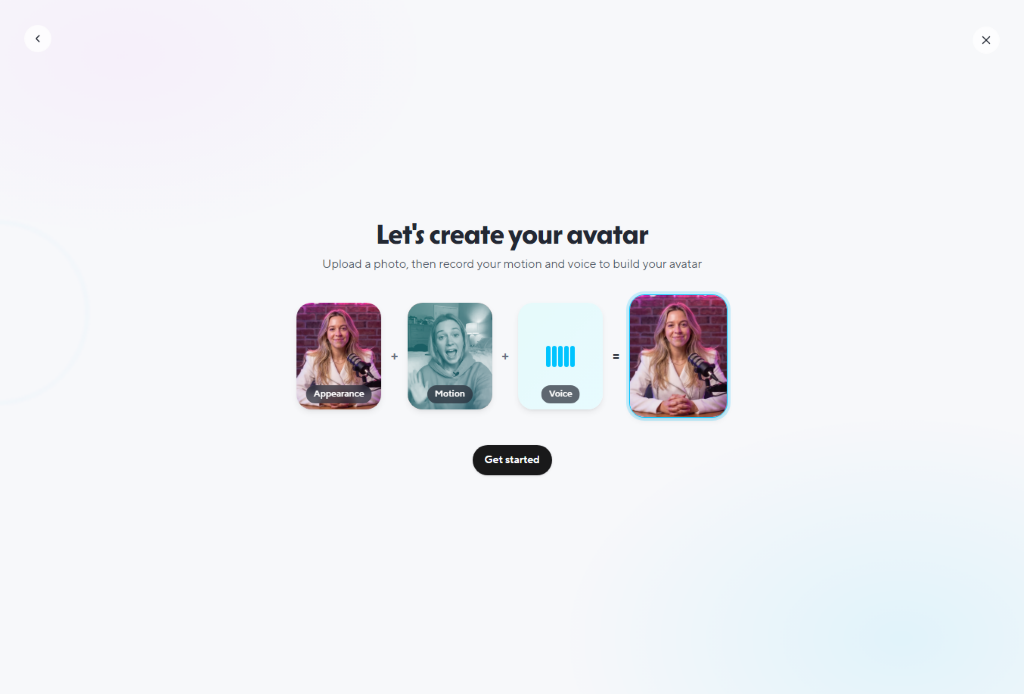 Let's create your avatar
Upload a photo, then record your motion and voice to build your avatar
Appearance
+
Motion
+
Voice
=
Get started